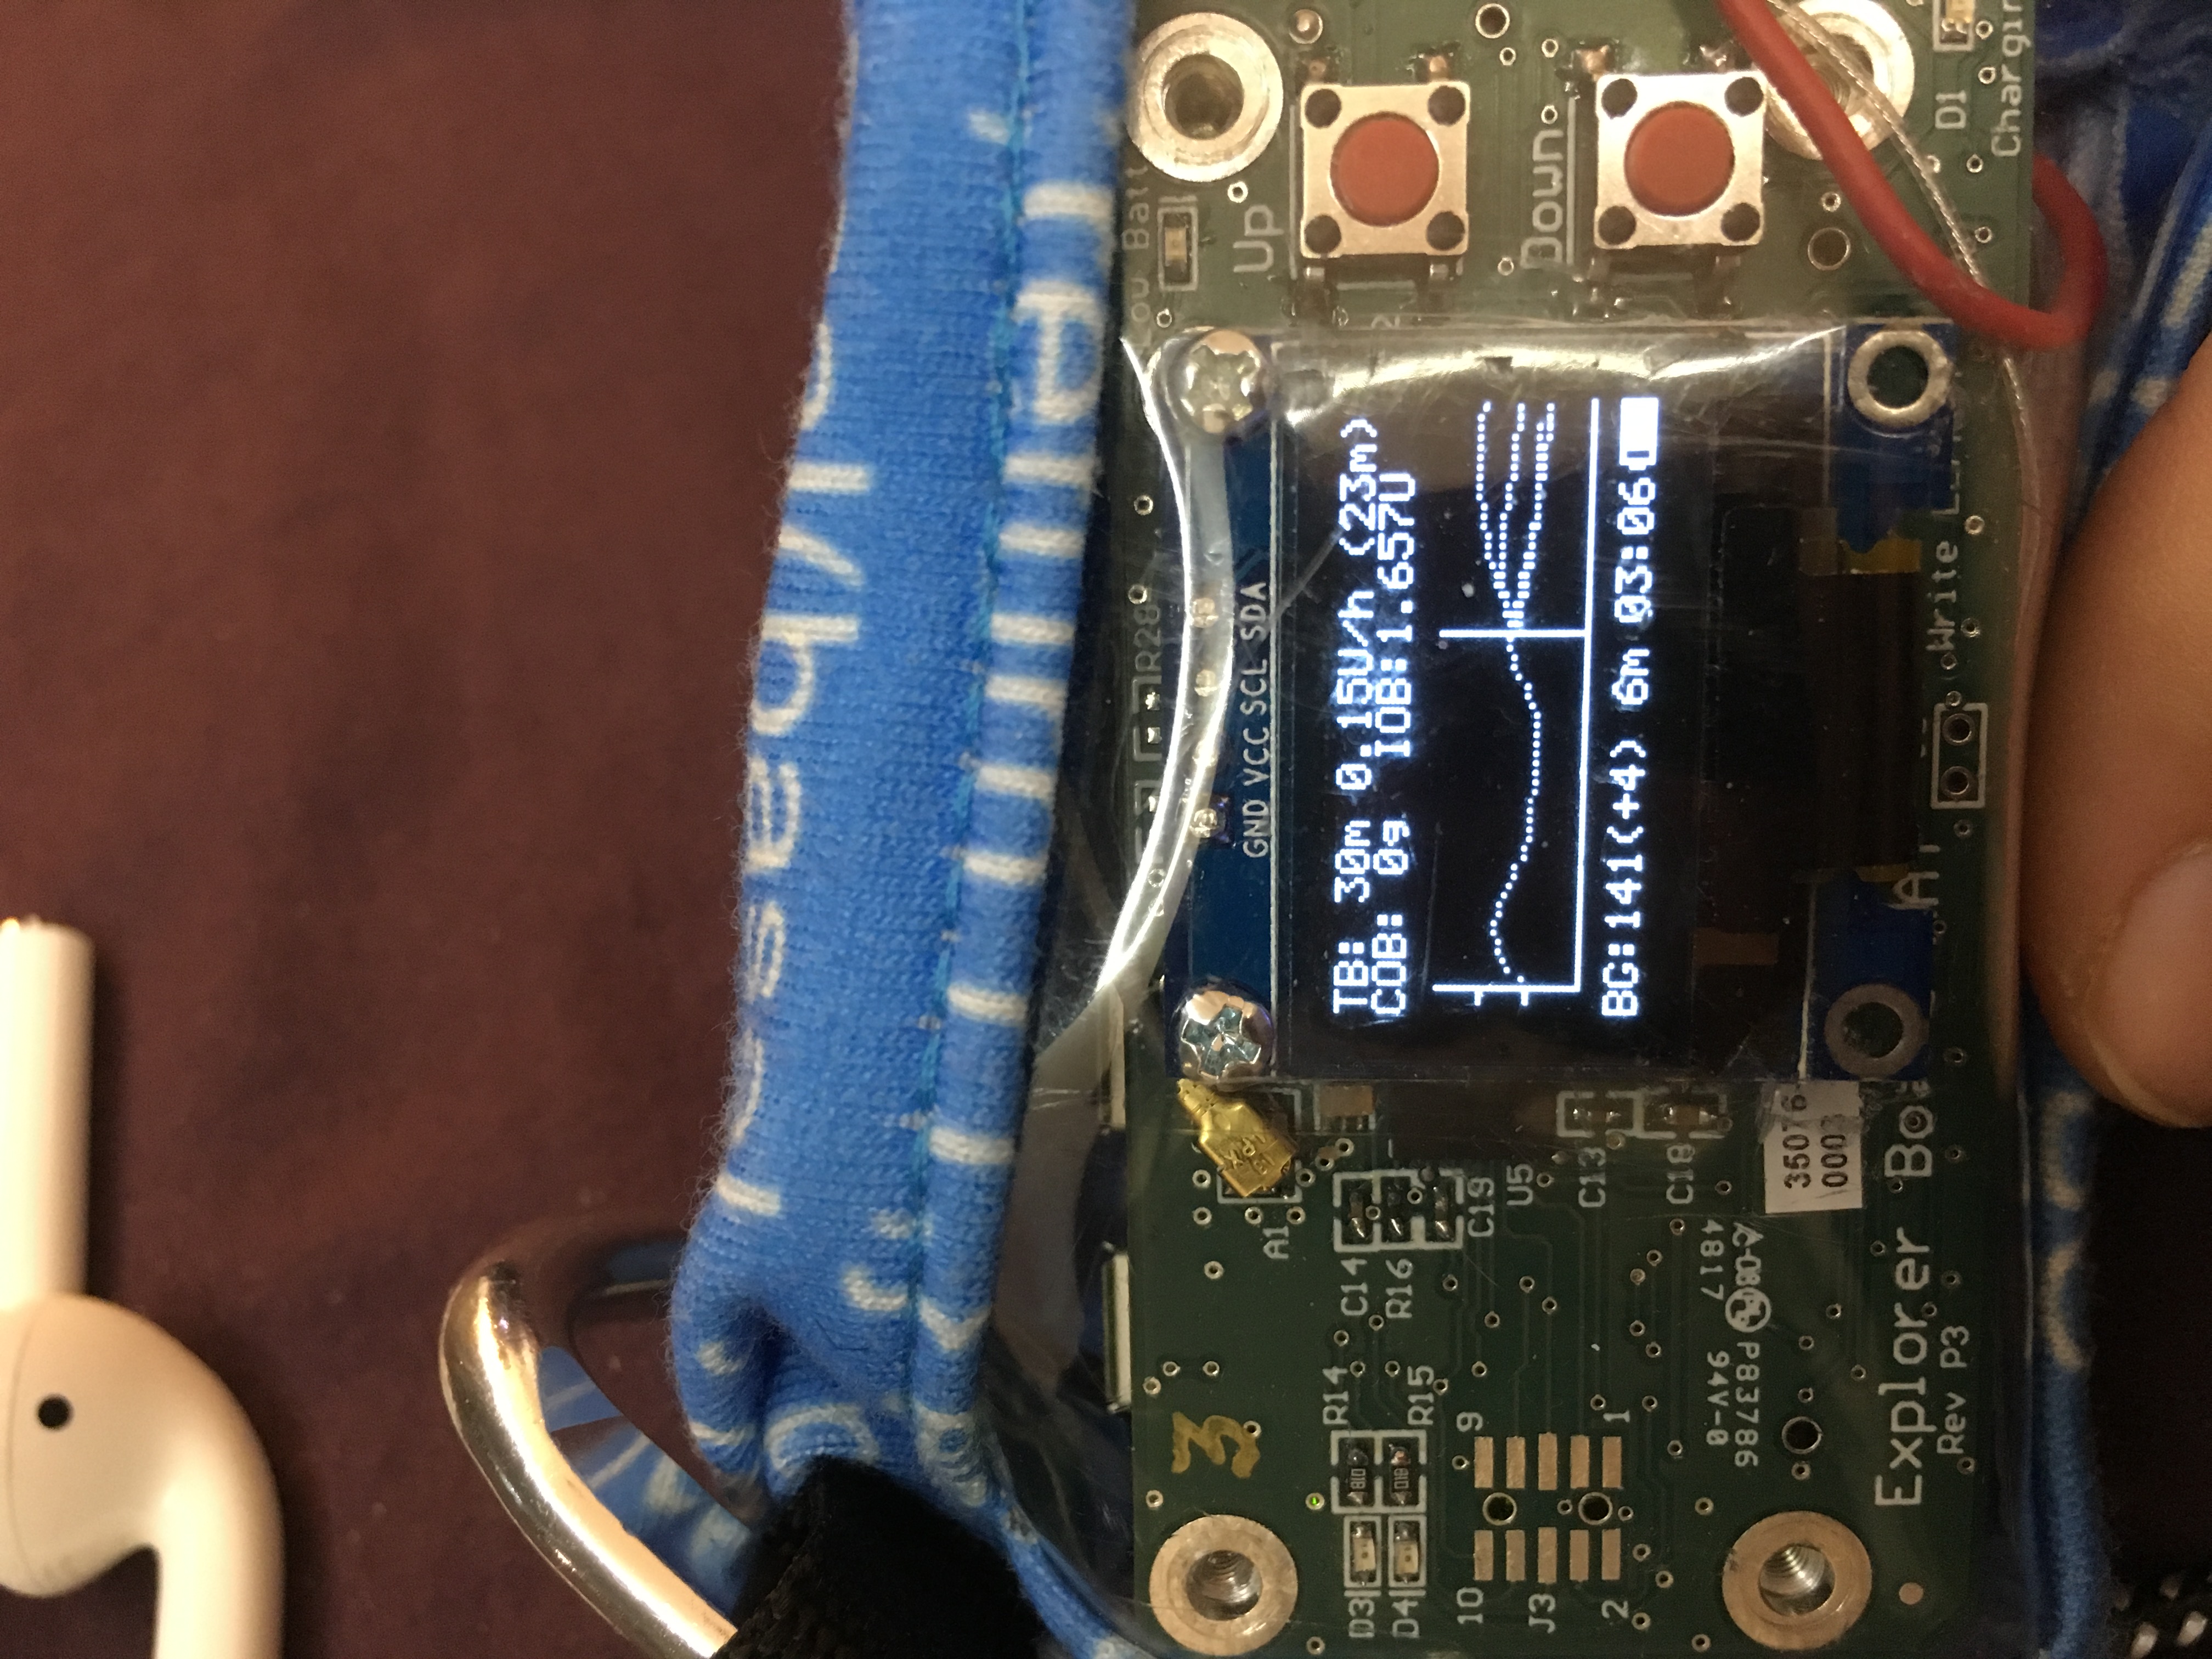 3
R28
Low Batt
GND VCC SCL SDA
Up
A1
R14
D3
C14
D4
R16
R15
TB: 30m 0.15U/h (23m)
COB: 0g IOB:1.657U
10
9
C19
J3
U5
Down
2
1
C13
BG:141(+4) 6m 03:06
C18
4817
94V-0
P83786
35076
0003
Explorer
Rev P3
Write
D1